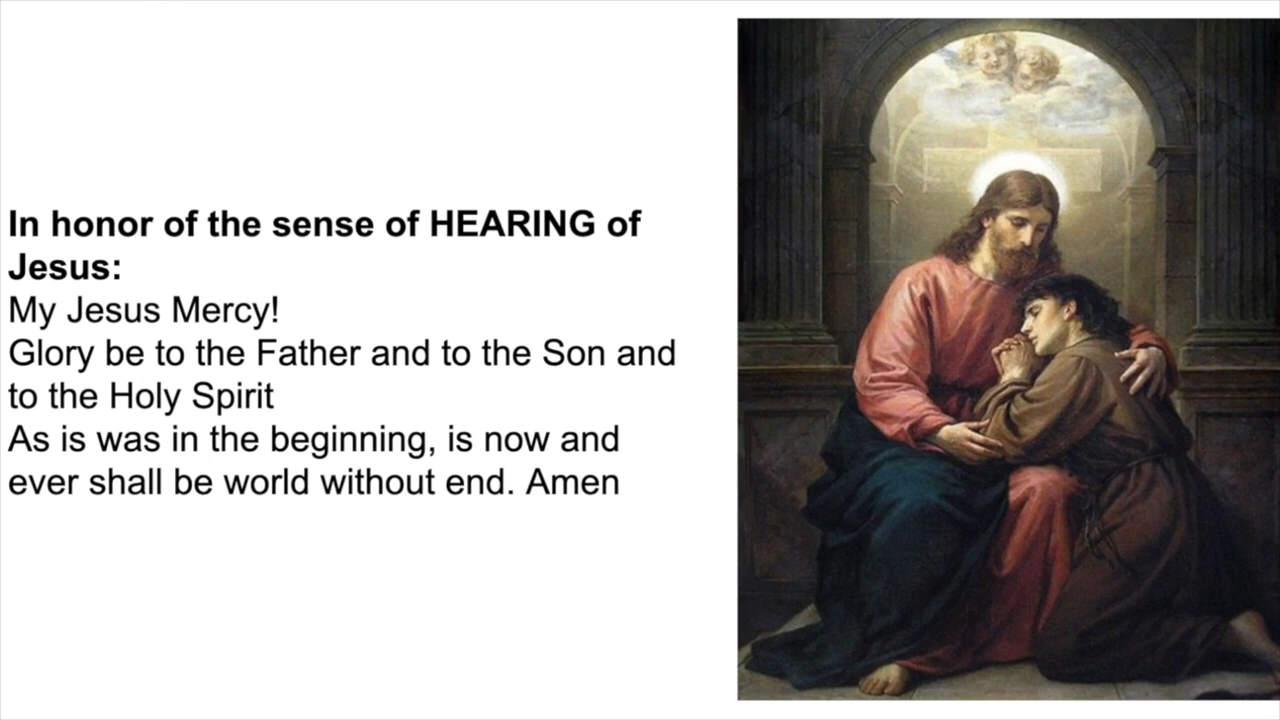 In honor of the sense of HEARING of
Jesus:
My Jesus Mercy!
Glory be to the Father and to the Son and
to the Holy Spirit
As is was in the beginning, is now and
ever shall be world without end. Amen